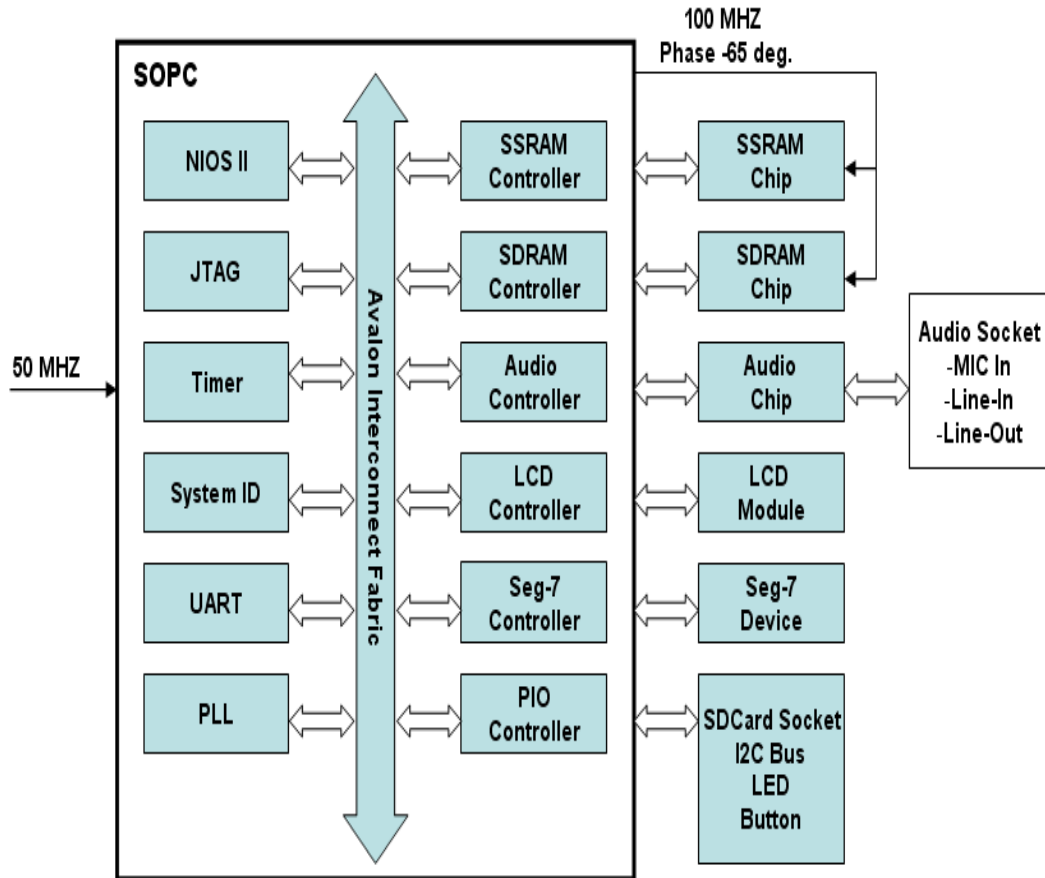 100 MHZ
Phase -65 deg.
SOPC
50 MHZ
NIOS II
JTAG
Timer
System ID
UART
PLL
Avalon Interconnect Fabric
SSRAM
Controller
SDRAM
Controller
Audio
Controller
LCD
Controller
Seg-7
Controller
PIO
Controller
SSRAM
Chip
SDRAM
Chip
Audio
Chip
LCD
Module
Seg-7
Device
SDCard Socket
I2C Bus
LED
Button
Audio Socket
-MIC In
-Line-In
-Line-Out